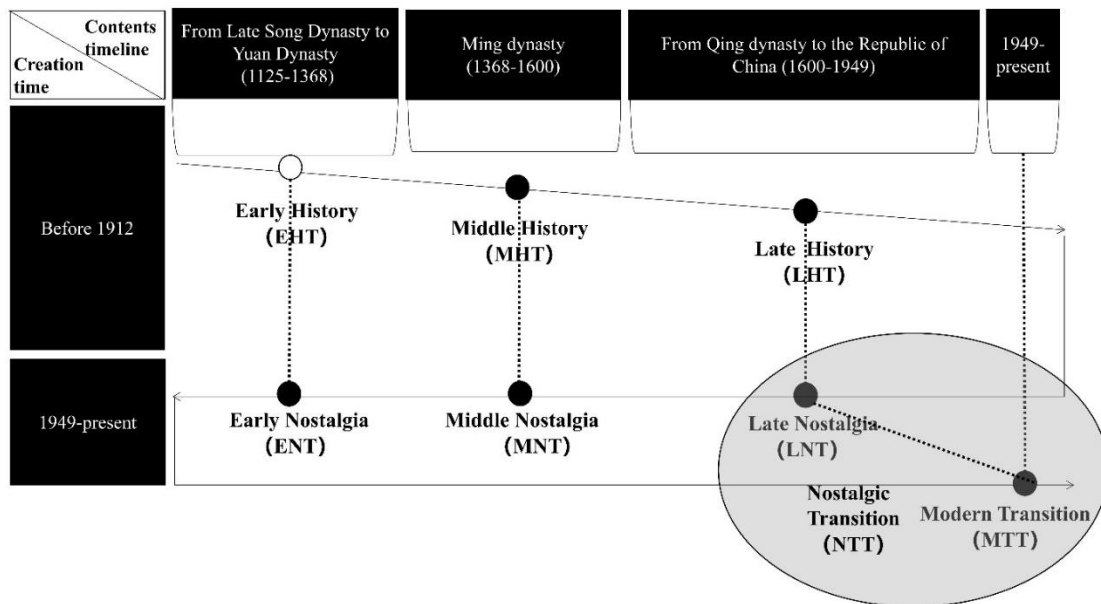 Contents
timeline
Creation
time
From Late Song Dynasty to
Yuan Dynasty
(1125-1368)
Ming dynasty
(1368-1600)
From Qing dynasty to the Republic of
China (1600-1949)
1949-
present
Before 1912
Early History
(EHT)
Middle History
(MHT)
Late History
(LHT)
1949-present
Early Nostalgia
(ENT)
Middle Nostalgia
(MNT)
Late Nostalgia
(LNT)
Nostalgic
Transition
(NTT)
Modern Transition
(MTT)